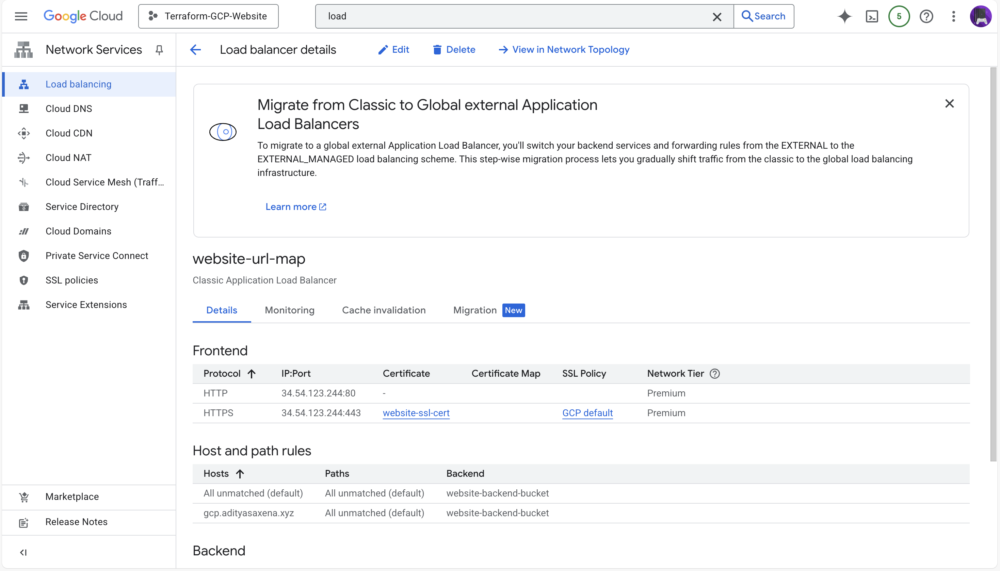 Google Cloud
Terraform-GCP-Website
load
Search
5
Network Services
Load balancer details
Edit
Delete
View in Network Topology
Load balancing
Cloud DNS
Cloud CDN
Cloud NAT
Cloud Service Mesh (Traff...
Service Directory
Cloud Domains
Private Service Connect
SSL policies
Service Extensions
Marketplace
Release Notes
Migrate from Classic to Global external Application
Load Balancers
To migrate to a global external Application Load Balancer, you'll switch your backend services and forwarding rules from the EXTERNAL to the
EXTERNAL_MANAGED load balancing scheme. This step-wise migration process lets you gradually shift traffic from the classic to the global load balancing
infrastructure.
Learn more
website-url-map
Classic Application Load Balancer
Details Monitoring Cache invalidation Migration New
Frontend
Protocol IP:Port Certificate Certificate Map SSL Policy Network Tier
HTTP 34.54.123.244:80 - Premium
HTTPS 34.54.123.244:443 website-ssl-cert GCP default Premium
Host and path rules
Hosts Paths Backend
All unmatched (default) All unmatched (default) website-backend-bucket
gcp.adityasaxena.xyz All unmatched (default) website-backend-bucket
Backend